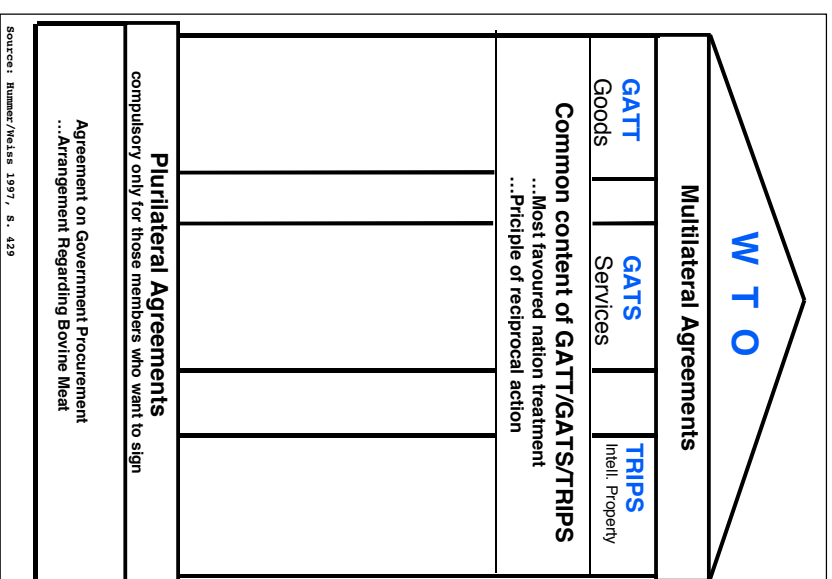 W T O
Multilateral Agreements
GATT
Goods
GATS
Services
TRIPS
Intell. Property
Common content of GATT/GATS/TRIPS
...Most favoured nation treatment
...Priciple of reciprocal action
Plurilateral Agreements
compulsory only for those members who want to sign
Agreement on Government Procurement
...Arrangement Regarding Bovine Meat
Source: Hummer/Weiss 1997, S. 429